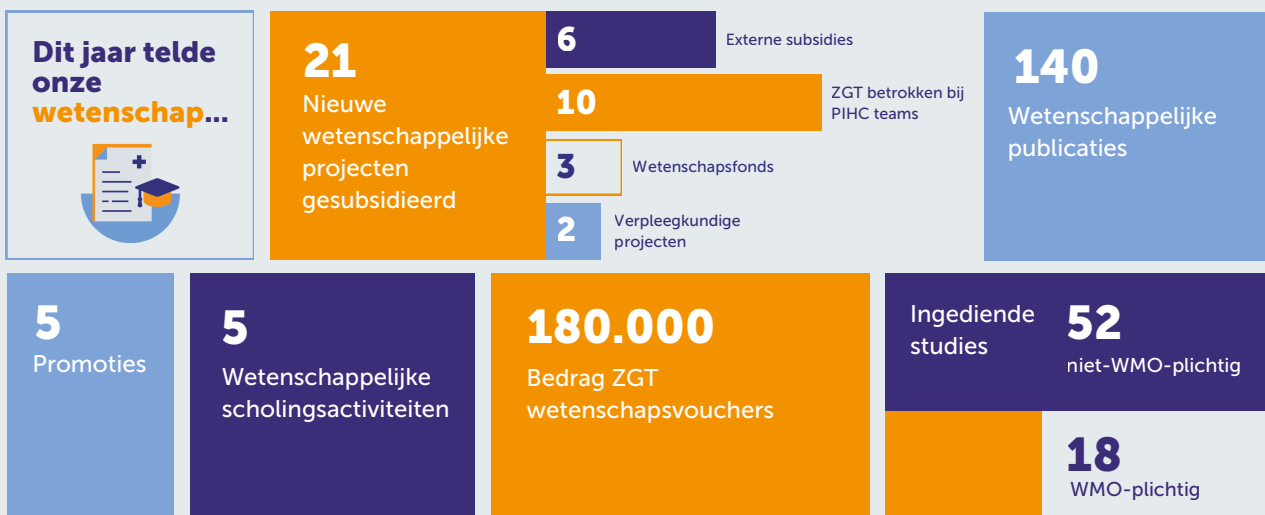 Dit jaar telde
onze
wetenschap...
21
Nieuwe
wetenschappelijke
projecten
gesubsidieerd
6
Externe subsidies
10
ZGT betrokken bij
PIHC teams
3
Wetenschapsfonds
2
Verpleegkundige
projecten
140
Wetenschappelijke
publicaties
5
Promoties
5
Wetenschappelijke
scholingsactiviteiten
180.000
Bedrag ZGT
wetenschapsvouchers
Ingediende
studies
52
niet-WMO-plichtig
18
WMO-plichtig